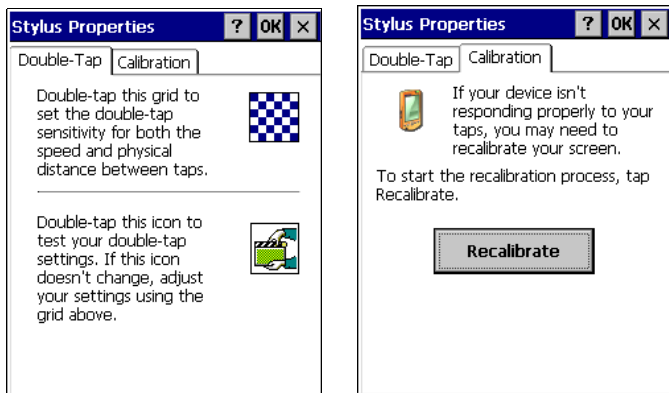 Stylus Properties ? OK ×
Double-Tap Calibration
Double-tap this grid to
set the double-tap
sensitivity for both the
speed and physical
distance between taps.
Double-tap this icon to
test your double-tap
settings. If this icon
doesn't change, adjust
your settings using the
grid above.
Stylus Properties ? OK ×
Double-Tap Calibration
If your device isn't
responding properly to your
taps, you may need to
recalibrate your screen.
To start the recalibration process, tap
Recalibrate.
Recalibrate